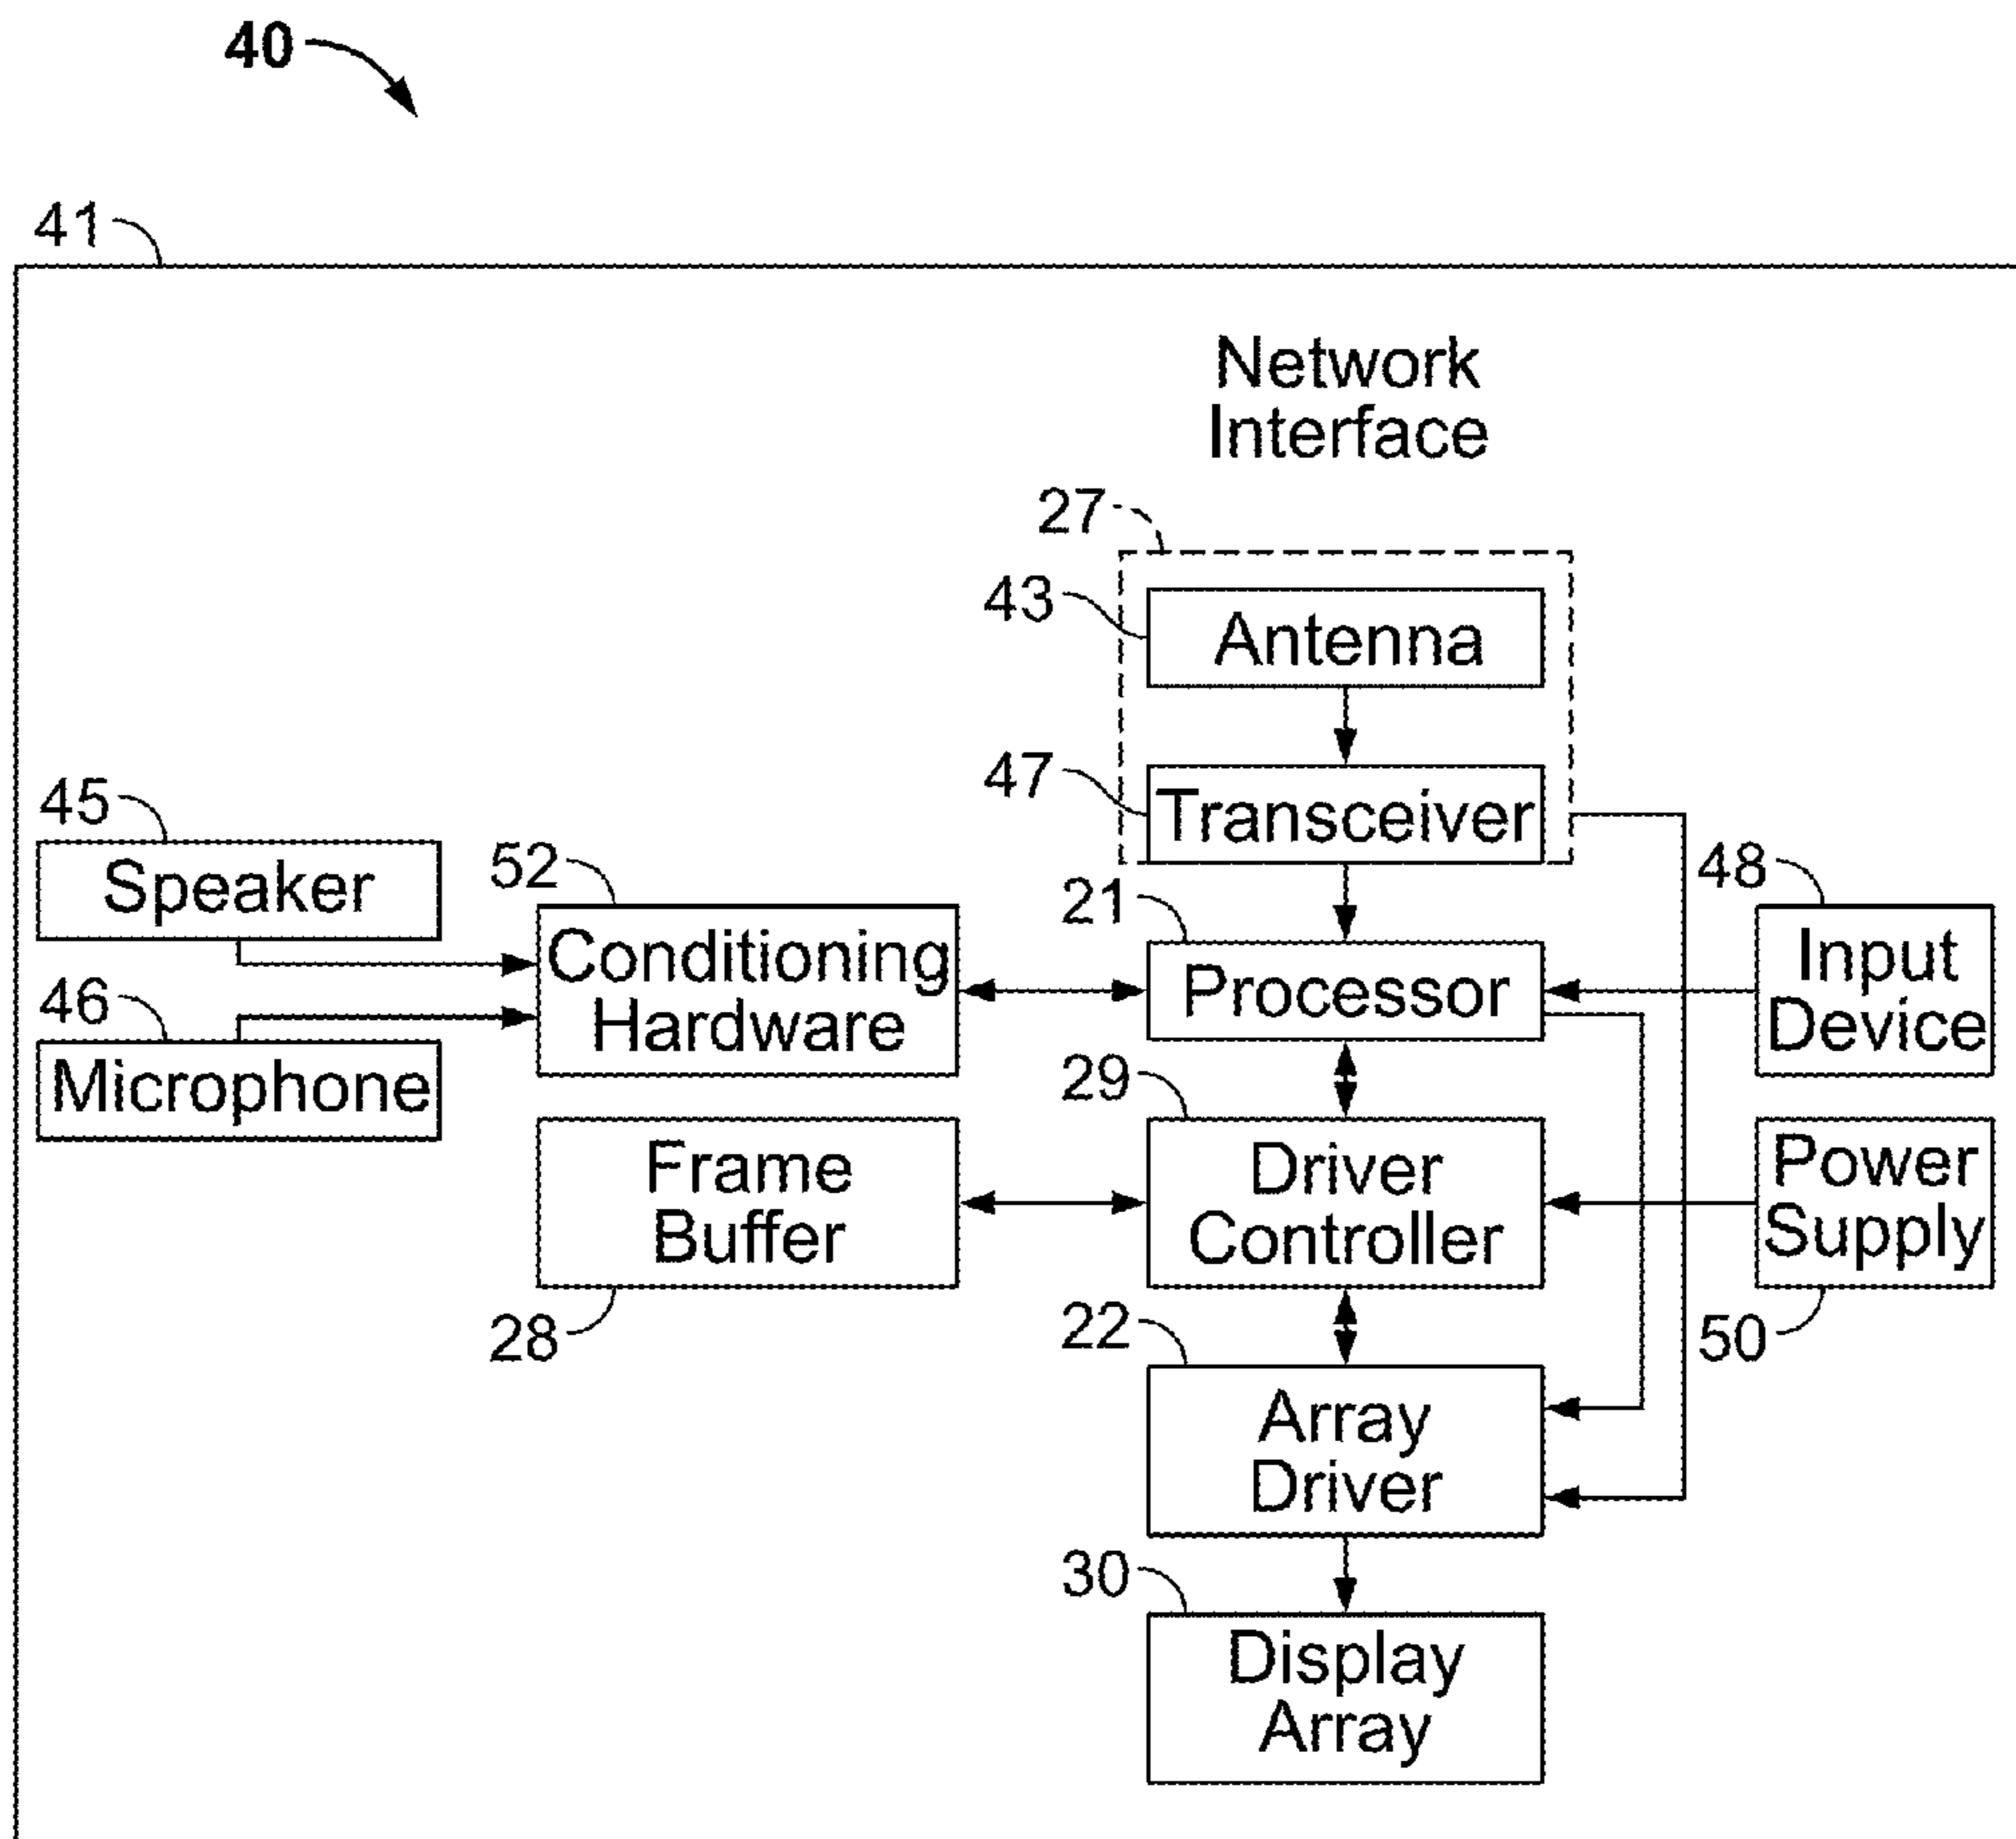 40
41
Network
Interface
27
43
Antenna
47
Transceiver
45
Speaker
52
Conditioning
Hardware
21
Processor
48
Input
Device
46
Microphone
29
Driver
Controller
Frame
Buffer
28
Power
Supply
50
22
Array
Driver
30
Display
Array